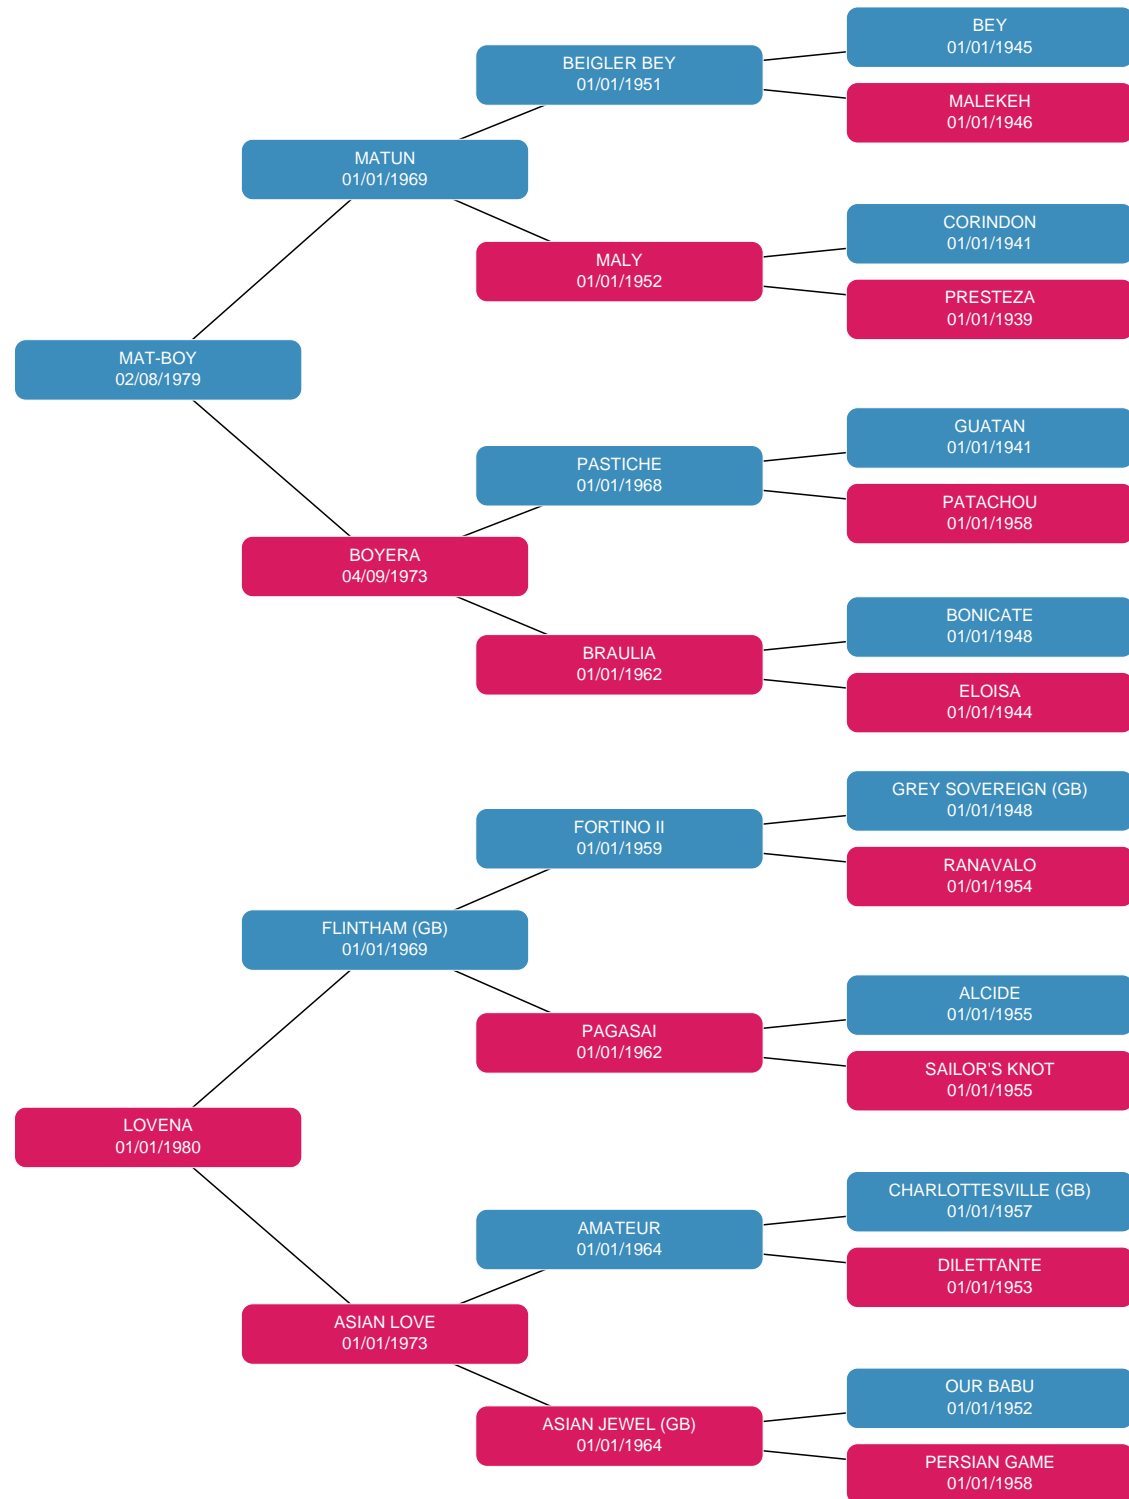 BEY
01/01/1945
BEIGLER BEY
01/01/1951
MALEKEH
01/01/1946
MATUN
01/01/1969
CORINDON
01/01/1941
MALY
01/01/1952
PRESTEZA
01/01/1939
MAT-BOY
02/08/1979
GUATAN
01/01/1941
PASTICHE
01/01/1968
PATACHOU
01/01/1958
BOYERA
04/09/1973
BONICATE
01/01/1948
BRAULIA
01/01/1962
ELOISA
01/01/1944
GREY SOVEREIGN (GB)
01/01/1948
FORTINO II
01/01/1959
RANAVALO
01/01/1954
FLINTHAM (GB)
01/01/1969
ALCIDE
01/01/1955
PAGASAI
01/01/1962
SAILOR'S KNOT
01/01/1955
LOVENA
01/01/1980
CHARLOTTESVILLE (GB)
01/01/1957
AMATEUR
01/01/1964
DILETTANTE
01/01/1953
ASIAN LOVE
01/01/1973
OUR BABU
01/01/1952
ASIAN JEWEL (GB)
01/01/1964
PERSIAN GAME
01/01/1958